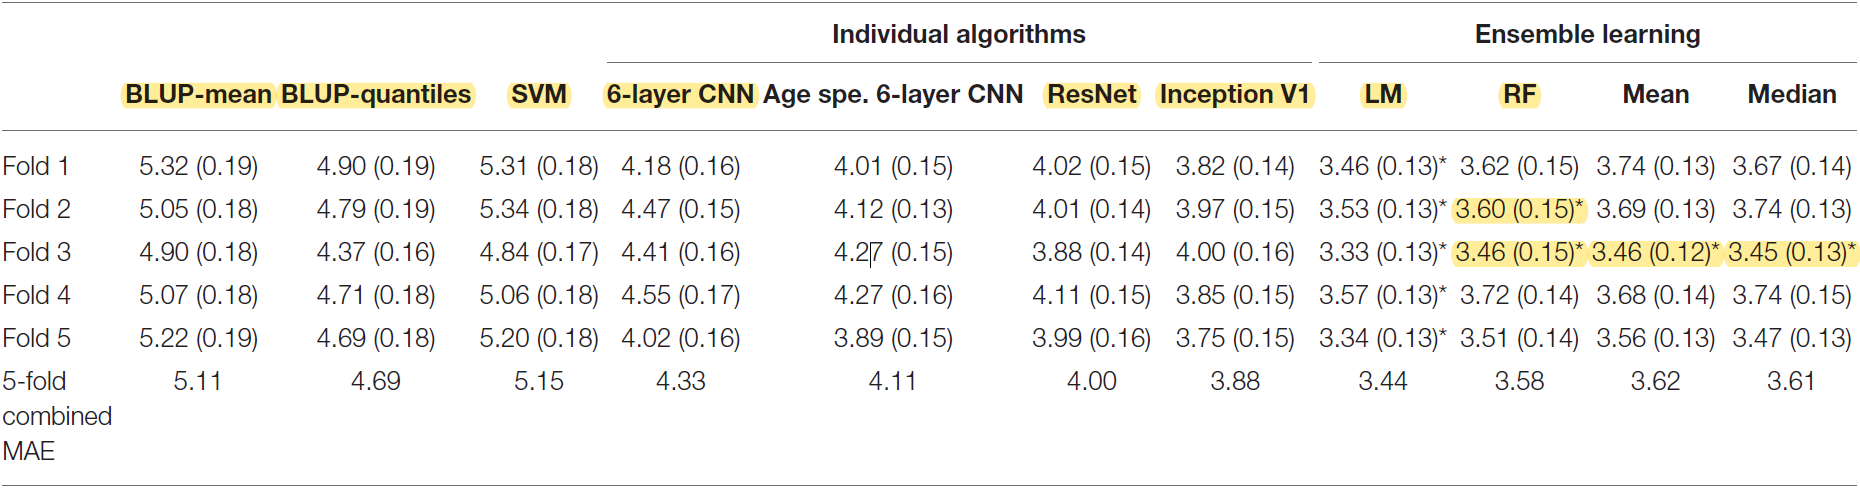 Individual algorithms Ensemble learning
BLUP-mean BLUP-quantiles SVM 6-layer CNN Age spe. 6-layer CNN ResNet Inception V1 LM RF Mean Median
Fold 1 5.32 (0.19) 4.90 (0.19) 5.31 (0.18) 4.18 (0.16) 4.01 (0.15) 4.02 (0.15) 3.82 (0.14) 3.46 (0.13)* 3.62 (0.15) 3.74 (0.13) 3.67 (0.14)
Fold 2 5.05 (0.18) 4.79 (0.19) 5.34 (0.18) 4.47 (0.15) 4.12 (0.13) 4.01 (0.14) 3.97 (0.15) 3.53 (0.13)* 3.60 (0.15)* 3.69 (0.13) 3.74 (0.13)
Fold 3 4.90 (0.18) 4.37 (0.16) 4.84 (0.17) 4.41 (0.16) 4.27 (0.15) 3.88 (0.14) 4.00 (0.16) 3.33 (0.13)* 3.46 (0.15)* 3.46 (0.12)* 3.45 (0.13)*
Fold 4 5.07 (0.18) 4.71 (0.18) 5.06 (0.18) 4.55 (0.17) 4.27 (0.16) 4.11 (0.15) 3.85 (0.15) 3.57 (0.13)* 3.72 (0.14) 3.68 (0.14) 3.74 (0.15)
Fold 5 5.22 (0.19) 4.69 (0.18) 5.20 (0.18) 4.02 (0.16) 3.89 (0.15) 3.99 (0.16) 3.75 (0.15) 3.34 (0.13)* 3.51 (0.14) 3.56 (0.13) 3.47 (0.13)
5-fold 5.11 4.69 5.15 4.33 4.11 4.00 3.88 3.44 3.58 3.62 3.61
combined
MAE